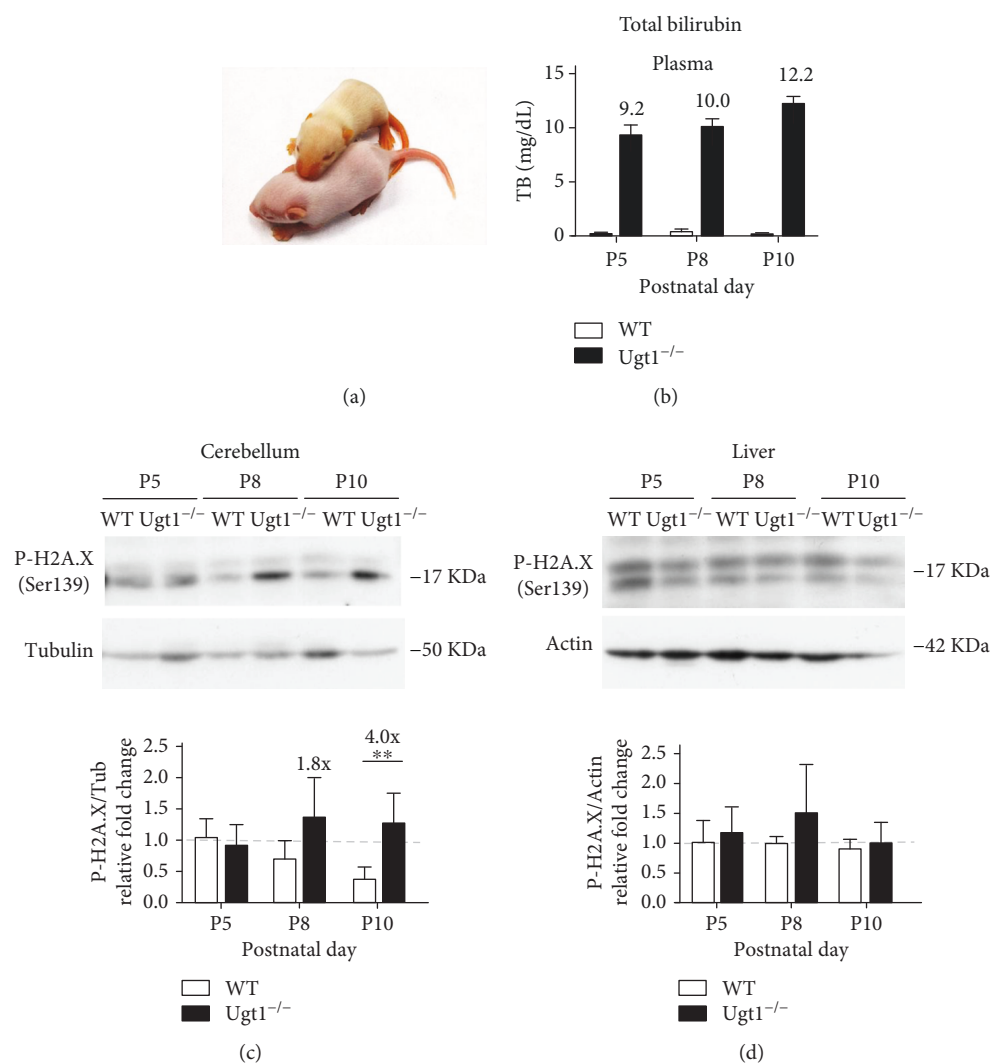 Total bilirubin
Plasma
TB (mg/dL)
15
10
5
0
9.2
10.0
12.2
P5
P8
P10
Postnatal day
WT
Ugt1⁻/⁻
(a)
(b)
Cerebellum
P5
P8
P10
WT Ugt1⁻/⁻ WT Ugt1⁻/⁻ WT Ugt1⁻/⁻
P-H2A.X
(Ser139)
–17 KDa
Tubulin
–50 KDa
P-H2A.X/Tub
relative fold change
2.5
2.0
1.5
1.0
0.5
0.0
1.8x
4.0x
**
P5
P8
P10
Postnatal day
WT
Ugt1⁻/⁻
(c)
Liver
P5
P8
P10
WT Ugt1⁻/⁻ WT Ugt1⁻/⁻ WT Ugt1⁻/⁻
P-H2A.X
(Ser139)
–17 KDa
Actin
–42 KDa
P-H2A.X/Actin
relative fold change
2.5
2.0
1.5
1.0
0.5
0.0
P5
P8
P10
Postnatal day
WT
Ugt1⁻/⁻
(d)